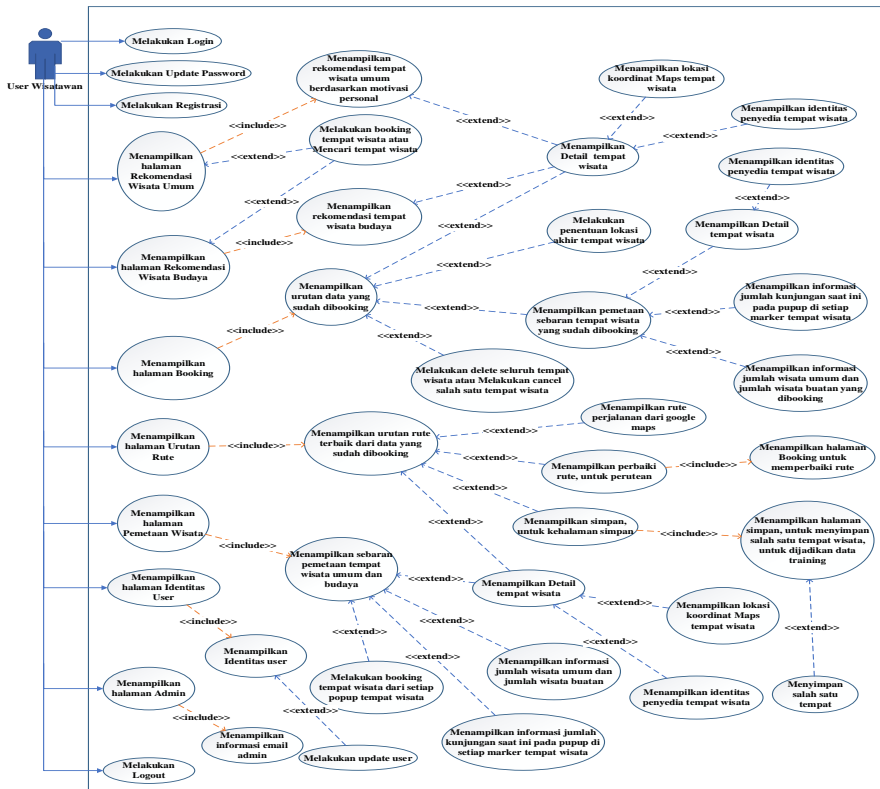 User Wisatawan
Melakukan Login
Melakukan Update Password
Melakukan Registrasi
Menampilkan
halaman
Rekomendasi
Wisata Umum
<<include>>
Menampilkan
rekomendasi tempat
wisata umum
berdasarkan motivasi
personal
<<extend>>
Melakukan booking
tempat wisata atau
Mencari tempat wisata
<<extend>>
<<extend>>
Menampilkan lokasi
koordinat Maps tempat
wisata
<<extend>>
Menampilkan
Detail tempat
wisata
<<extend>>
Menampilkan identitas
penyedia tempat wisata
Menampilkan identitas
penyedia tempat wisata
<<extend>>
Menampilkan Detail
tempat wisata
<<extend>>
Menampilkan
halaman Rekomendasi
Wisata Budaya
<<include>>
Menampilkan
rekomendasi tempat
wisata budaya
<<extend>>
<<extend>>
Melakukan
penentuan lokasi
akhir tempat wisata
<<extend>>
Menampilkan
urutan data yang
sudah dibooking
<<extend>>
Menampilkan pemetaan
sebaran tempat wisata
yang sudah dibooking
<<extend>>
Menampilkan informasi
jumlah kunjungan saat ini
pada pupup di setiap
marker tempat wisata
<<extend>>
Menampilkan informasi
jumlah wisata umum dan
jumlah wisata buatan yang
dibooking
Menampilkan
halaman Booking
<<include>>
<<extend>>
Melakukan delete seluruh tempat
wisata atau Melakukan cancel
salah satu tempat wisata
Menampilkan
halaman Urutan
Rute
<<include>>
Menampilkan urutan rute
terbaik dari data yang
sudah dibooking
<<extend>>
Menampilkan rute
perjalanan dari google
maps
<<extend>>
Menampilkan perbaiki
rute, untuk perutean
<<include>>
Menampilkan halaman
Booking untuk
memperbaiki rute
<<extend>>
Menampilkan simpan,
untuk kehalaman simpan
<<include>>
Menampilkan halaman
simpan, untuk menyimpan
salah satu tempat wisata,
untuk dijadikan data
training
<<extend>>
Menampilkan
halaman
Pemetaan Wisata
<<include>>
Menampilkan sebaran
pemetaan tempat
wisata umum dan
budaya
<<extend>>
Menampilkan Detail
tempat wisata
<<extend>>
Menampilkan lokasi
koordinat Maps
tempat wisata
<<extend>>
Menyimpan
salah satu
tempat
<<extend>>
Menampilkan identitas
penyedia tempat wisata
Menampilkan
halaman Identitas
User
<<include>>
Menampilkan
Identitas user
<<extend>>
Melakukan booking
tempat wisata dari setiap
popup tempat wisata
<<extend>>
Menampilkan informasi
jumlah wisata umum dan
jumlah wisata buatan
<<extend>>
Menampilkan informasi jumlah
kunjungan saat ini pada pupup di
setiap marker tempat wisata
Menampilkan
halaman Admin
<<include>>
Menampilkan
informasi email
admin
<<extend>>
Melakukan update user
Melakukan
Logout